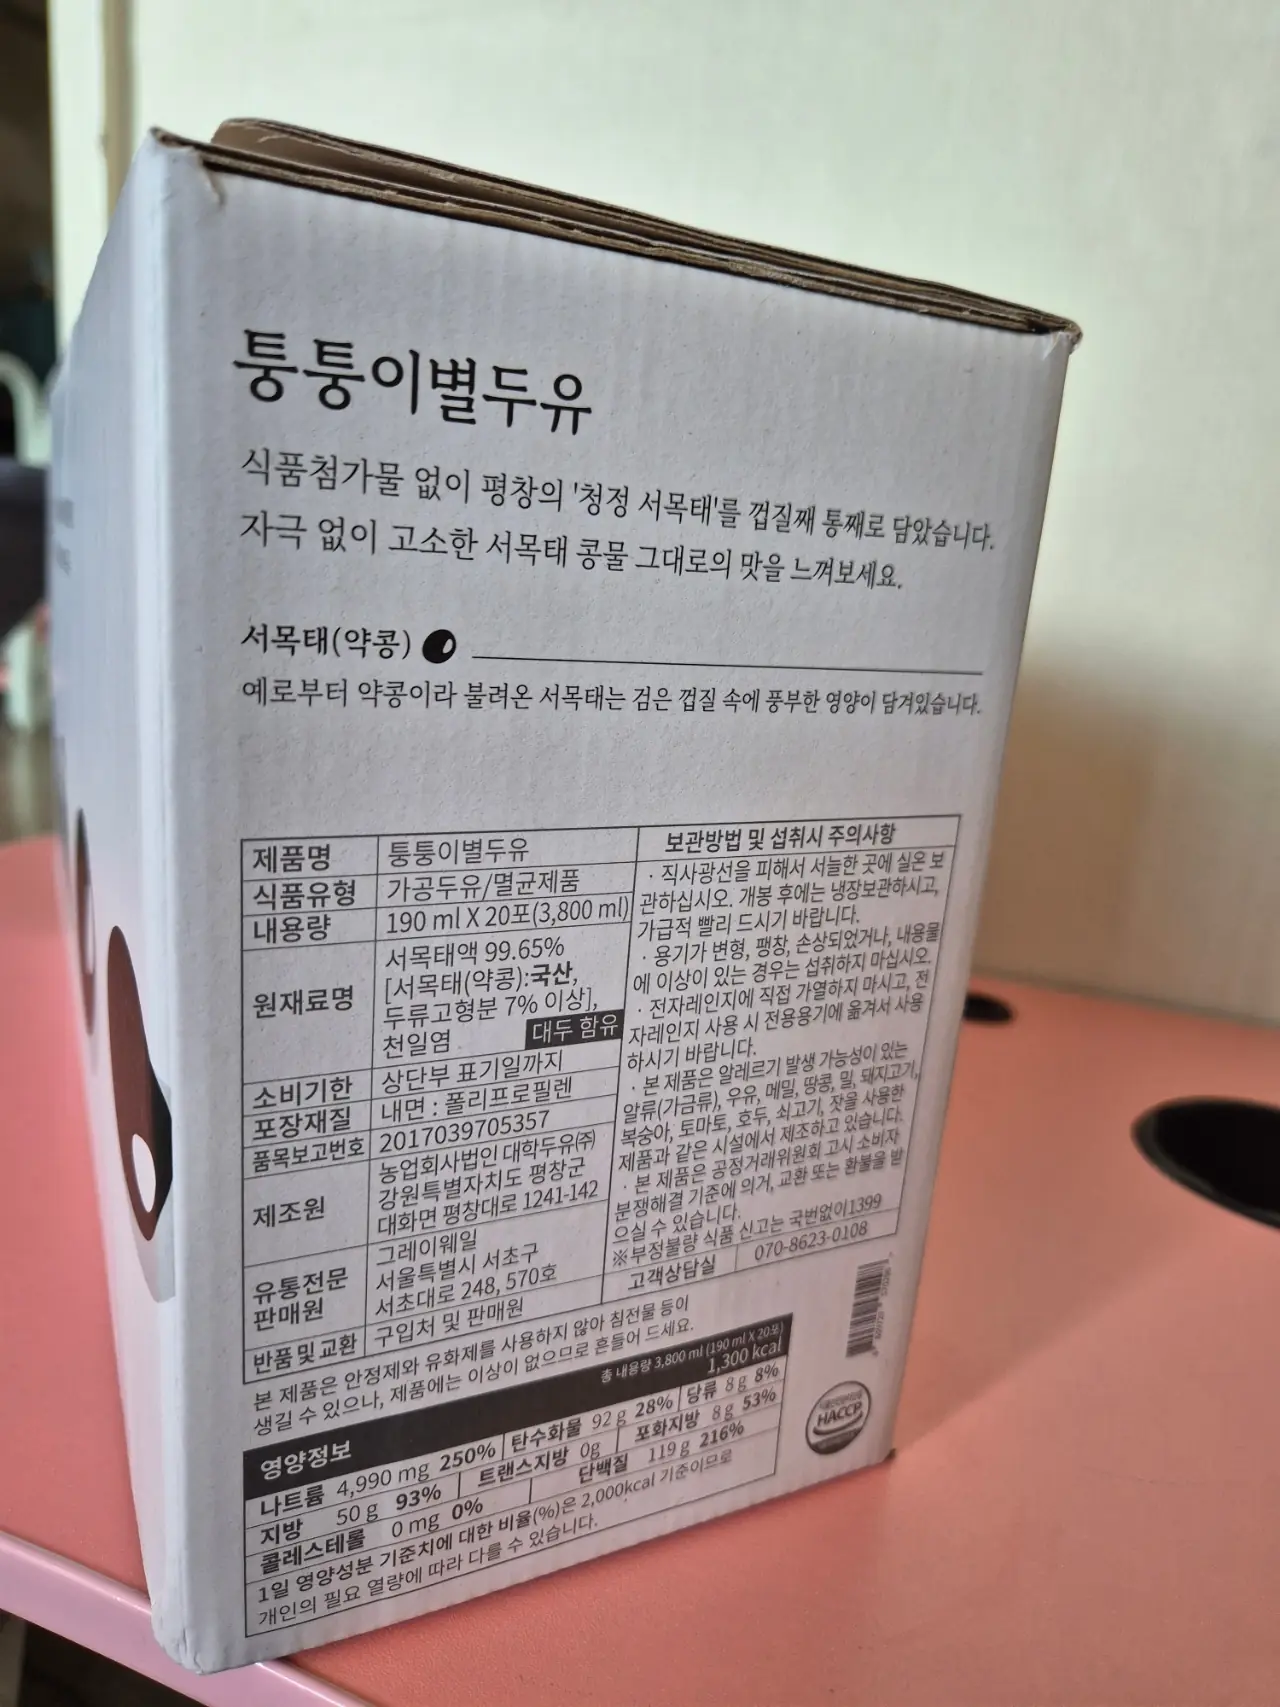 퉁퉁이별두유
식품첨가물 없이 평창의 '청정 서목태'를 껍질째 통째로 담았습니다.
자극 없이 고소한 서목태 콩물 그대로의 맛을 느껴보세요.
서목태(약콩)
예로부터 약콩이라 불려온 서목태는 검은 껍질 속에 풍부한 영양이 담겨있습니다.
제품명 퉁퉁이별두유
식품유형 가공두유/멸균제품
내용량 190 ml X 20포(3,800 ml)
원재료명
서목태액 99.65%
[서목태(약콩):국산,
두류고형분 7% 이상],
천일염 대두 함유
소비기한 상단부 표기일까지
포장재질 내면 : 폴리프로필렌
품목보고번호 2017039705357
제조원
농업회사법인 대학두유㈜
강원특별자치도 평창군
대화면 평창대로 1241-142
유통전문
판매원
그레이웨일
서울특별시 서초구
서초대로 248, 570호
반품 및 교환 구입처 및 판매원
보관방법 및 섭취시 주의사항
· 직사광선을 피해서 서늘한 곳에 실온 보
관하십시오. 개봉 후에는 냉장보관하시고,
가급적 빨리 드시기 바랍니다.
· 용기가 변형, 팽창, 손상되었거나, 내용물
에 이상이 있는 경우는 섭취하지 마십시오.
· 전자레인지에 직접 가열하지 마시고, 전
자레인지 사용 시 전용용기에 옮겨서 사용
하시기 바랍니다.
· 본 제품은 알레르기 발생 가능성이 있는
알류(가금류), 우유, 메밀, 땅콩, 밀, 돼지고기,
복숭아, 토마토, 호두, 쇠고기, 잣을 사용한
제품과 같은 시설에서 제조하고 있습니다.
· 본 제품은 공정거래위원회 고시 소비자
분쟁해결 기준에 의거, 교환 또는 환불을 받
으실 수 있습니다.
※부정불량 식품 신고는 국번없이1399
고객상담실 070-8623-0108
본 제품은 안정제와 유화제를 사용하지 않아 침전물 등이
생길 수 있으나, 제품에는 이상이 없으므로 흔들어 드세요.
영양정보
총 내용량 3,800 ml (190 ml X 20포)
1,300 kcal
나트륨 4,990 mg 250% 탄수화물 92 g 28% 당류 8 g 8%
지방 50 g 93% 트랜스지방 0g 포화지방 8 g 53%
콜레스테롤 0 mg 0% 단백질 119 g 216%
1일 영양성분 기준치에 대한 비율(%)은 2,000kcal 기준이므로
개인의 필요 열량에 따라 다를 수 있습니다.
HACCP